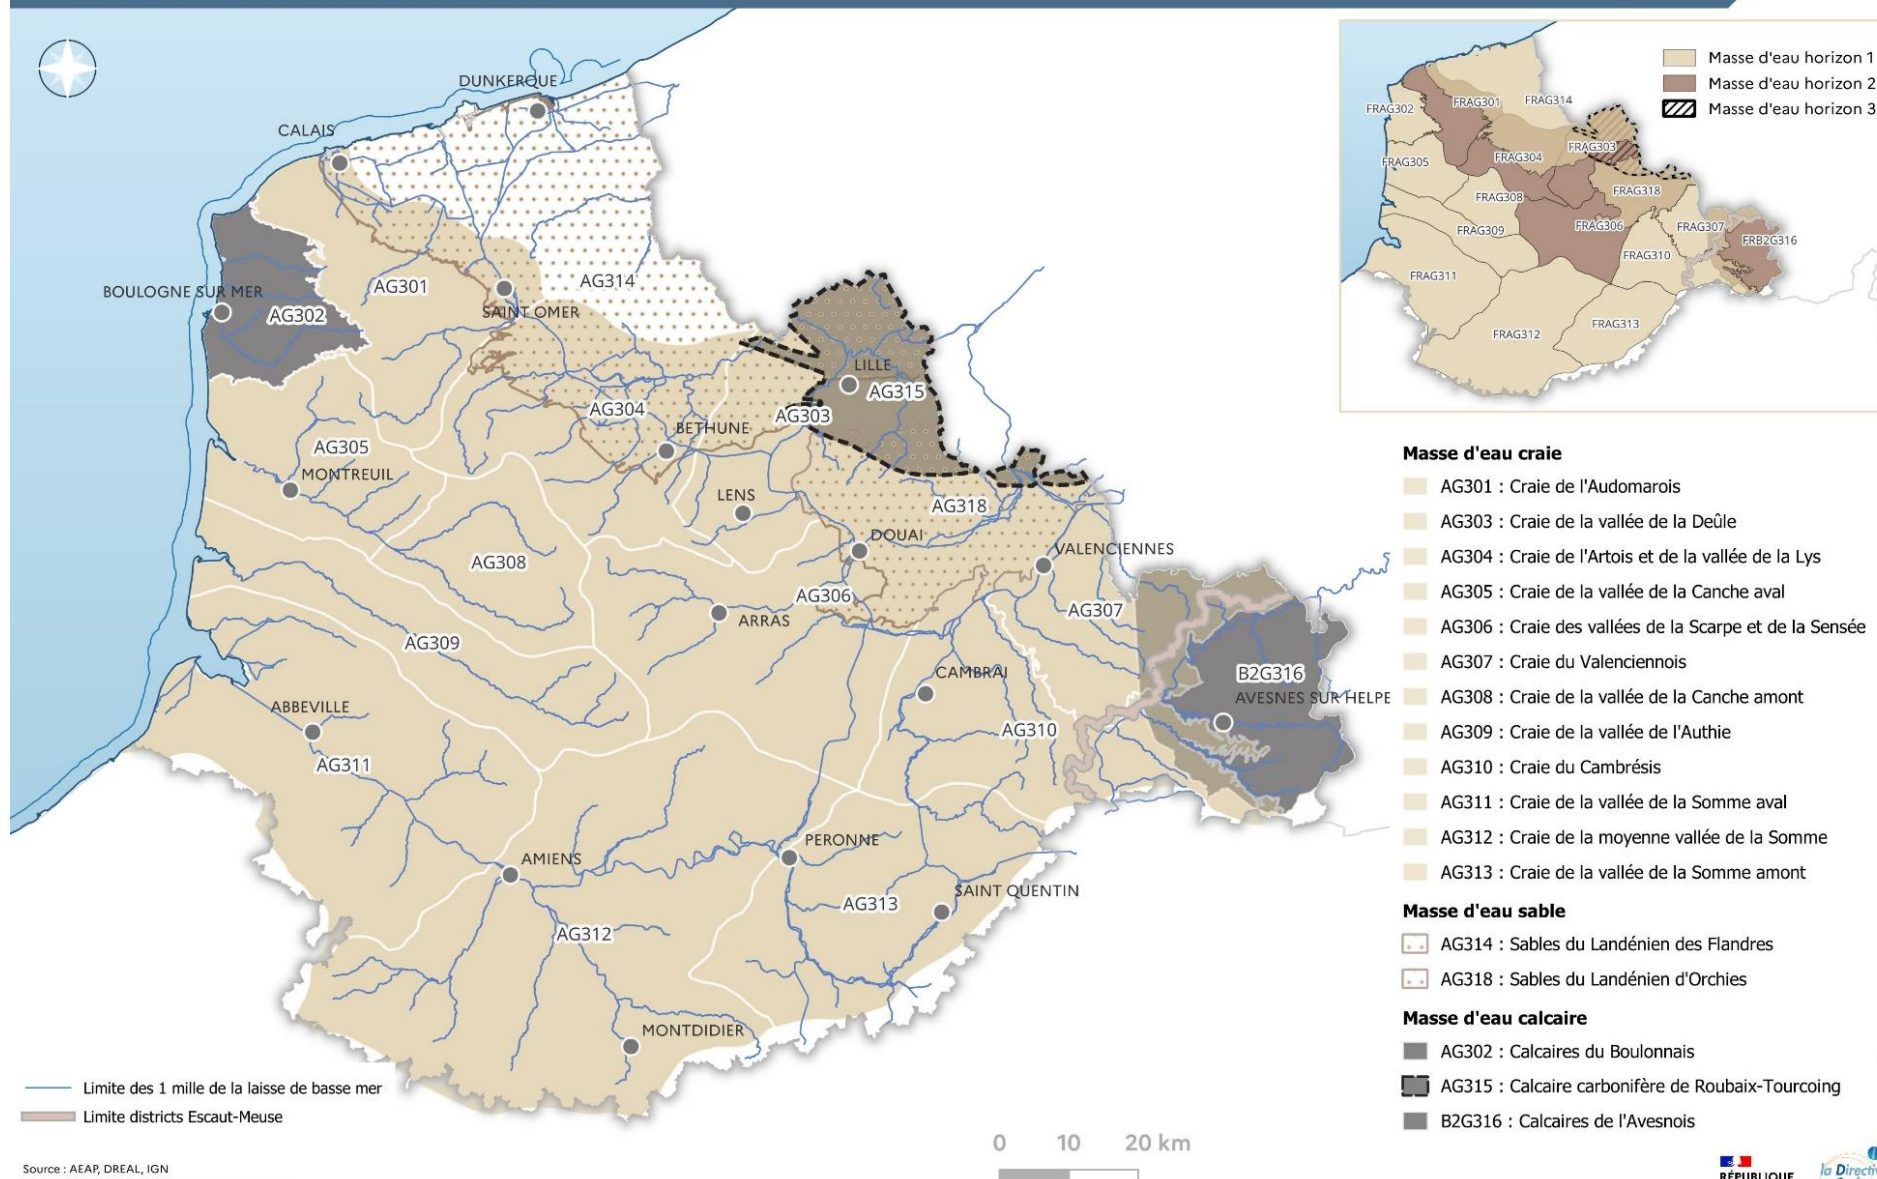 DUNKERQUE
CALAIS
BOULOGNE SUR MER
AG302
AG301
SAINT OMER
AG314
LILLE
AG315
AG304
AG303
BETHUNE
AG305
MONTREUIL
LENS
AG318
DOUAI
VALENCIENNES
AG308
AG306
ARRAS
AG307
AG309
CAMBRAI
B2G316
AVESNES SUR HELPE
ABBEVILLE
AG311
AG310
PERONNE
AMIENS
SAINT QUENTIN
AG313
AG312
MONTDIDIER
Limite des 1 mille de la laisse de basse mer
Limite districts Escaut-Meuse
Source : AEAP, DREAL, IGN
0 10 20 km
Masse d'eau horizon 1
Masse d'eau horizon 2
Masse d'eau horizon 3
FRAG302
FRAG301
FRAG314
FRAG305
FRAG304
FRAG303
FRAG308
FRAG318
FRAG309
FRAG306
FRAG307
FRB2G316
FRAG310
FRAG311
FRAG312
FRAG313
Masse d'eau craie
AG301 : Craie de l'Audomarois
AG303 : Craie de la vallée de la Deûle
AG304 : Craie de l'Artois et de la vallée de la Lys
AG305 : Craie de la vallée de la Canche aval
AG306 : Craie des vallées de la Scarpe et de la Sensée
AG307 : Craie du Valenciennois
AG308 : Craie de la vallée de la Canche amont
AG309 : Craie de la vallée de l'Authie
AG310 : Craie du Cambrésis
AG311 : Craie de la vallée de la Somme aval
AG312 : Craie de la moyenne vallée de la Somme
AG313 : Craie de la vallée de la Somme amont
Masse d'eau sable
AG314 : Sables du Landénien des Flandres
AG318 : Sables du Landénien d'Orchies
Masse d'eau calcaire
AG302 : Calcaires du Boulonnais
AG315 : Calcaire carbonifère de Roubaix-Tourcoing
B2G316 : Calcaires de l'Avesnois
RÉPUBLIQUE
la Directiv